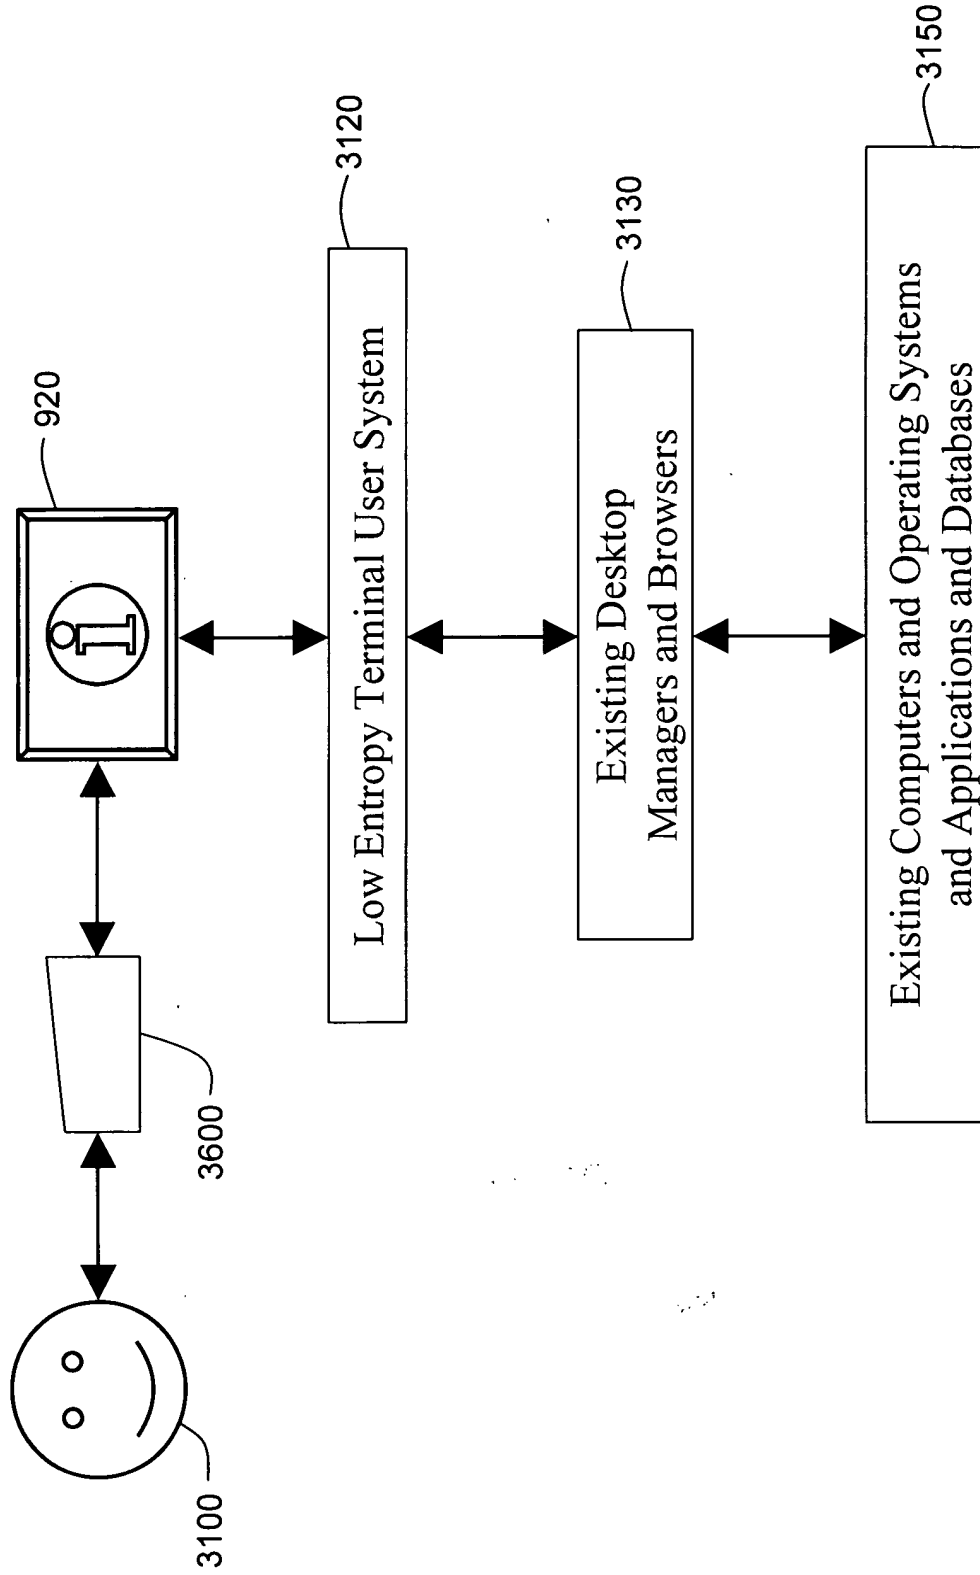 920
3600
3100
Low Entropy Terminal User System
3120
Existing Desktop
Managers and Browsers
3130
Existing Computers and Operating Systems
and Applications and Databases
3150